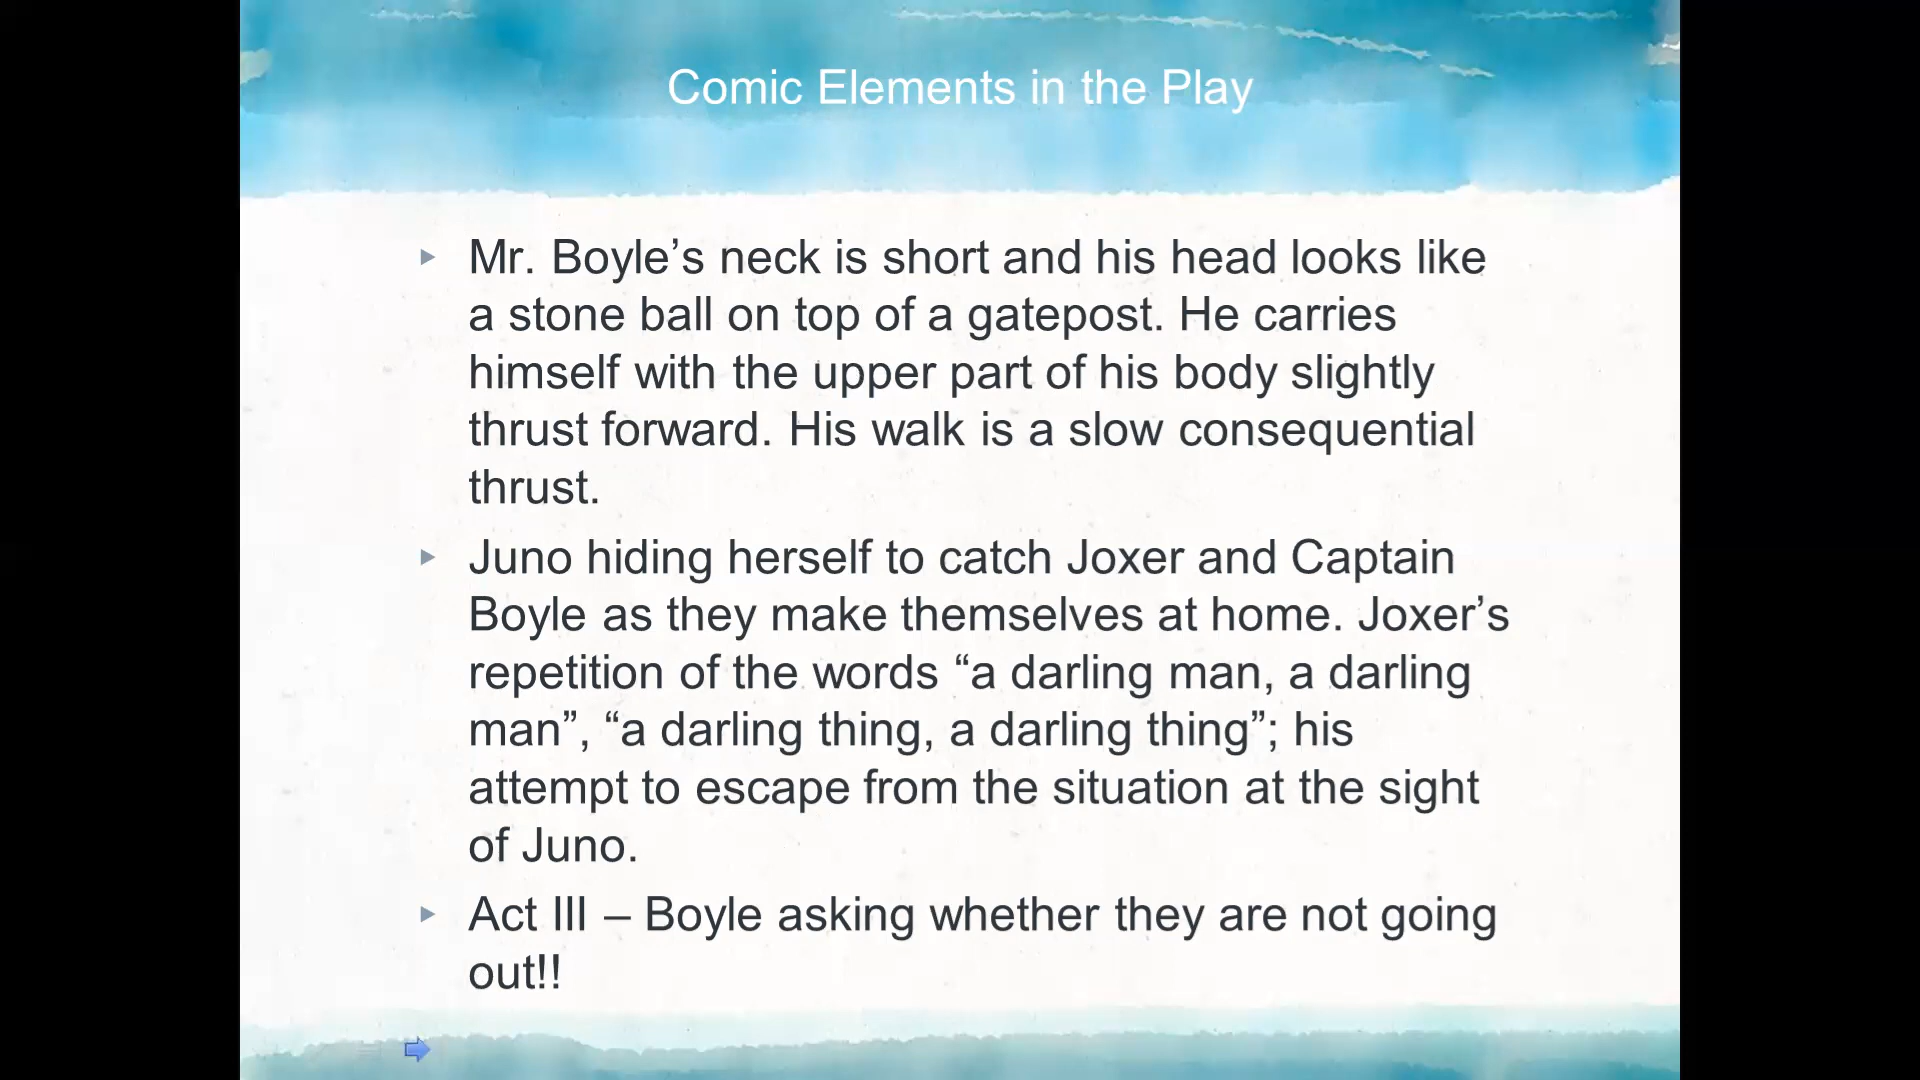 Comic Elements in the Play
Mr. Boyle’s neck is short and his head looks like
a stone ball on top of a gatepost. He carries
himself with the upper part of his body slightly
thrust forward. His walk is a slow consequential
thrust.
Juno hiding herself to catch Joxer and Captain
Boyle as they make themselves at home. Joxer’s
repetition of the words “a darling man, a darling
man”, “a darling thing, a darling thing”; his
attempt to escape from the situation at the sight
of Juno.
Act III – Boyle asking whether they are not going
out!!